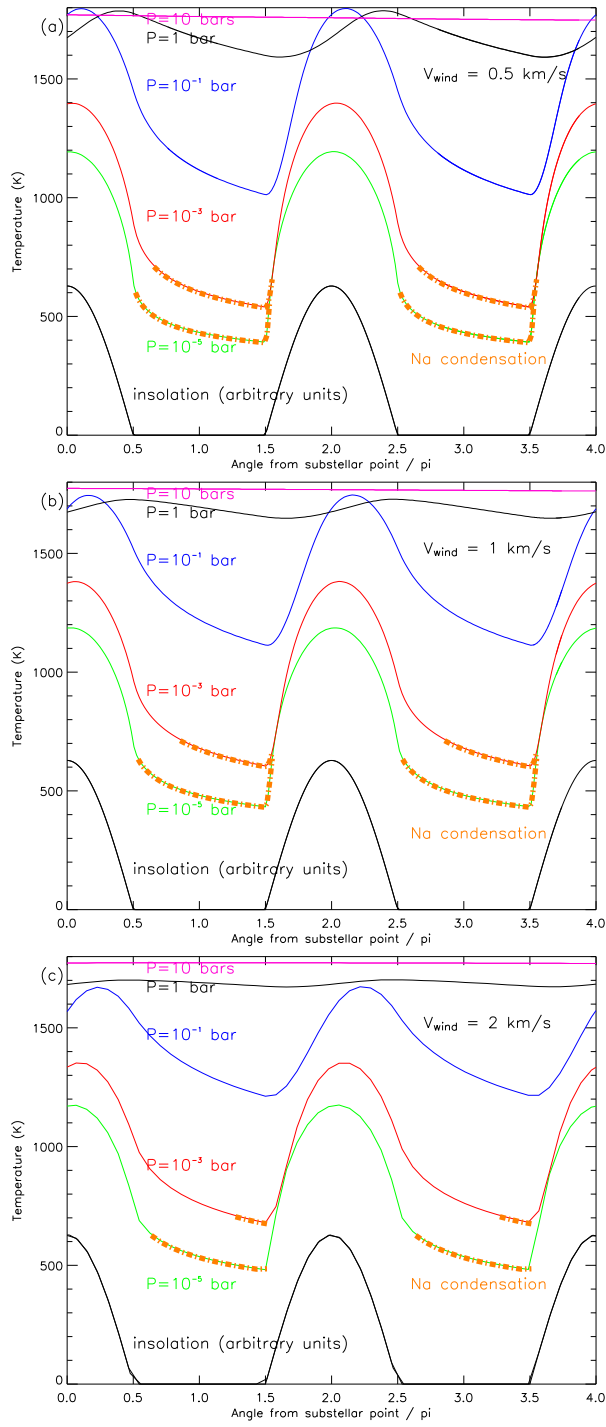 (a)
P=10 bars
P=1 bar
P=10⁻¹ bar
V_wind = 0.5 km/s
P=10⁻³ bar
P=10⁻⁵ bar
Na condensation
insolation (arbitrary units)
Temperature (K)
0
500
1000
1500
0.0 0.5 1.0 1.5 2.0 2.5 3.0 3.5 4.0
Angle from substellar point / pi
(b)
P=10 bars
P=1 bar
P=10⁻¹ bar
V_wind = 1 km/s
P=10⁻³ bar
P=10⁻⁵ bar
Na condensation
insolation (arbitrary units)
Temperature (K)
0
500
1000
1500
0.0 0.5 1.0 1.5 2.0 2.5 3.0 3.5 4.0
Angle from substellar point / pi
(c)
P=10 bars
P=1 bar
P=10⁻¹ bar
V_wind = 2 km/s
P=10⁻³ bar
P=10⁻⁵ bar
Na condensation
insolation (arbitrary units)
Temperature (K)
0
500
1000
1500
0.0 0.5 1.0 1.5 2.0 2.5 3.0 3.5 4.0
Angle from substellar point / pi